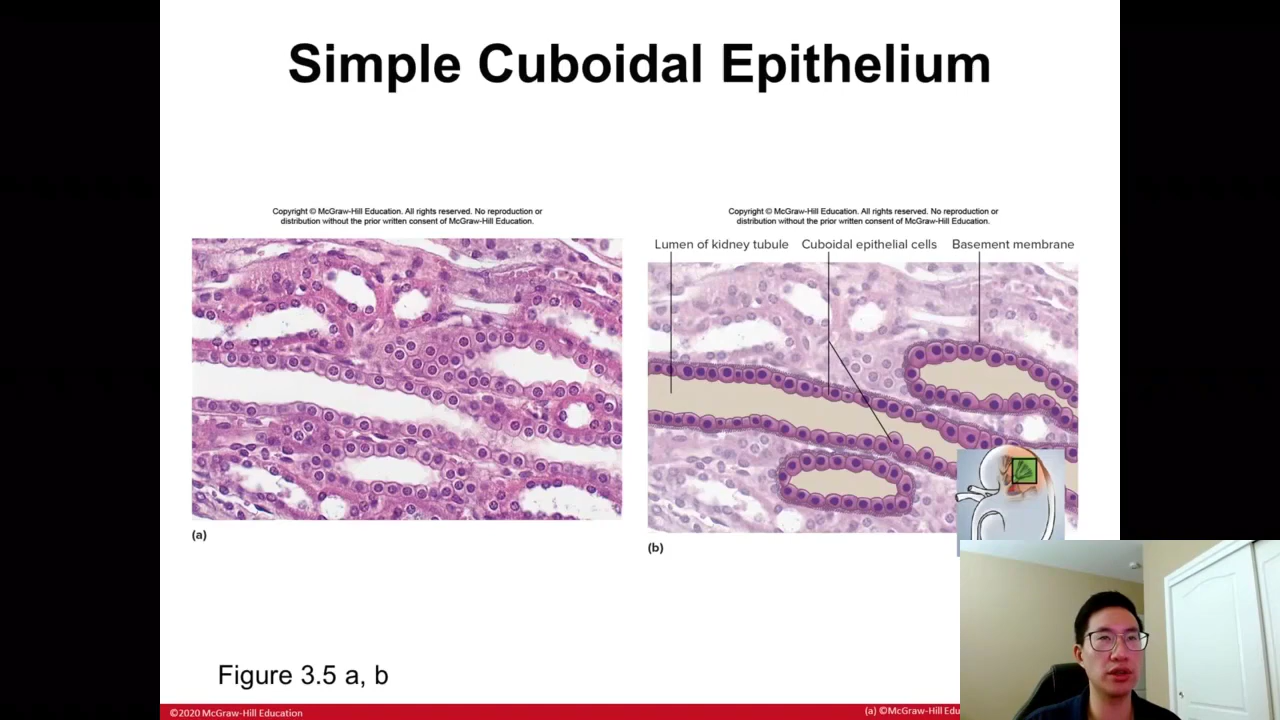 Simple Cuboidal Epithelium
Copyright © McGraw-Hill Education. All rights reserved. No reproduction or
distribution without the prior written consent of McGraw-Hill Education.
Copyright © McGraw-Hill Education. All rights reserved. No reproduction or
distribution without the prior written consent of McGraw-Hill Education.
Lumen of kidney tubule Cuboidal epithelial cells Basement membrane
(a)
(b)
Figure 3.5 a, b
©2020 McGraw-Hill Education
(a) ©McGraw-Hill Edu